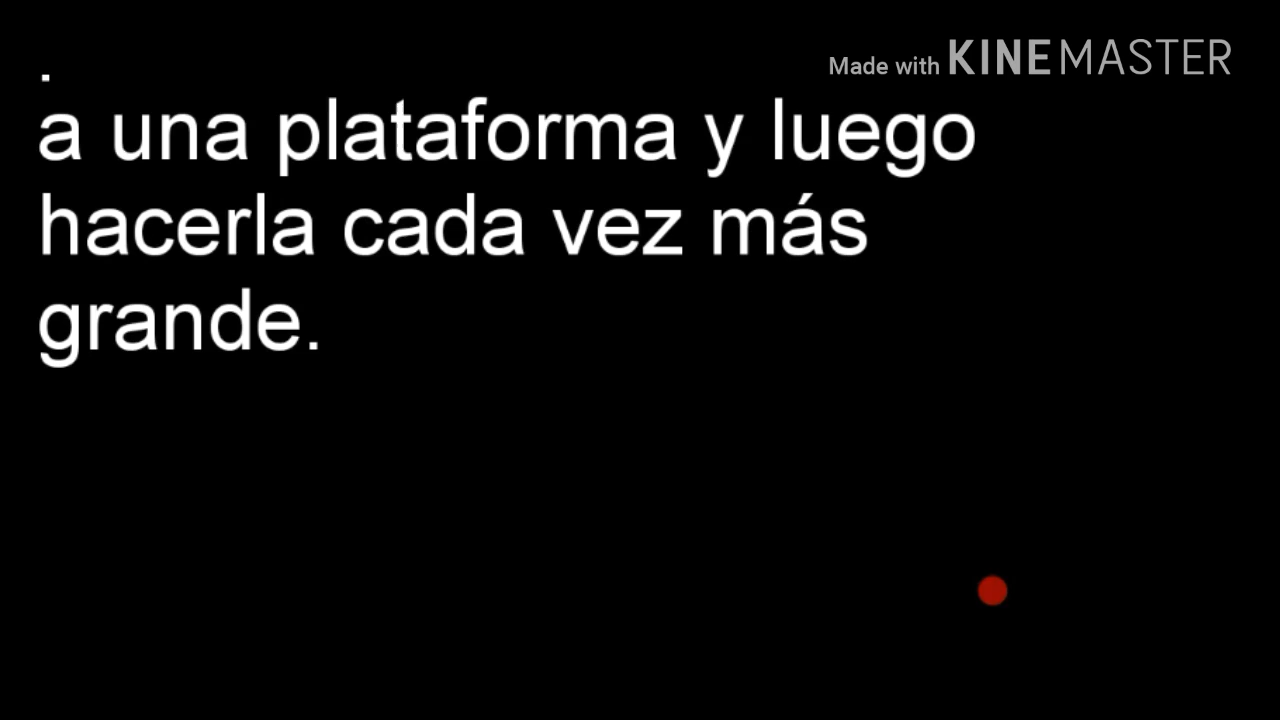 .
Made with KINEMASTER
a una plataforma y luego
hacerla cada vez más
grande.